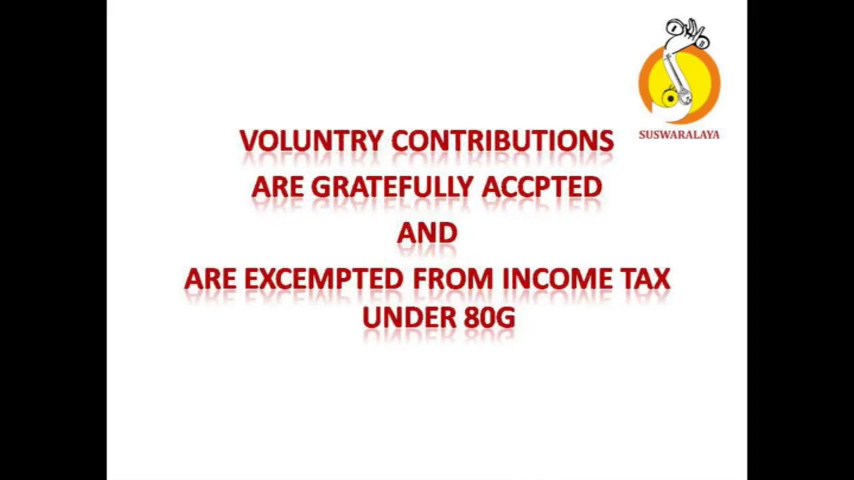 SUSWARALAYA
VOLUNTRY CONTRIBUTIONS
ARE GRATEFULLY ACCPTED
AND
ARE EXCEMPTED FROM INCOME TAX
UNDER 80G